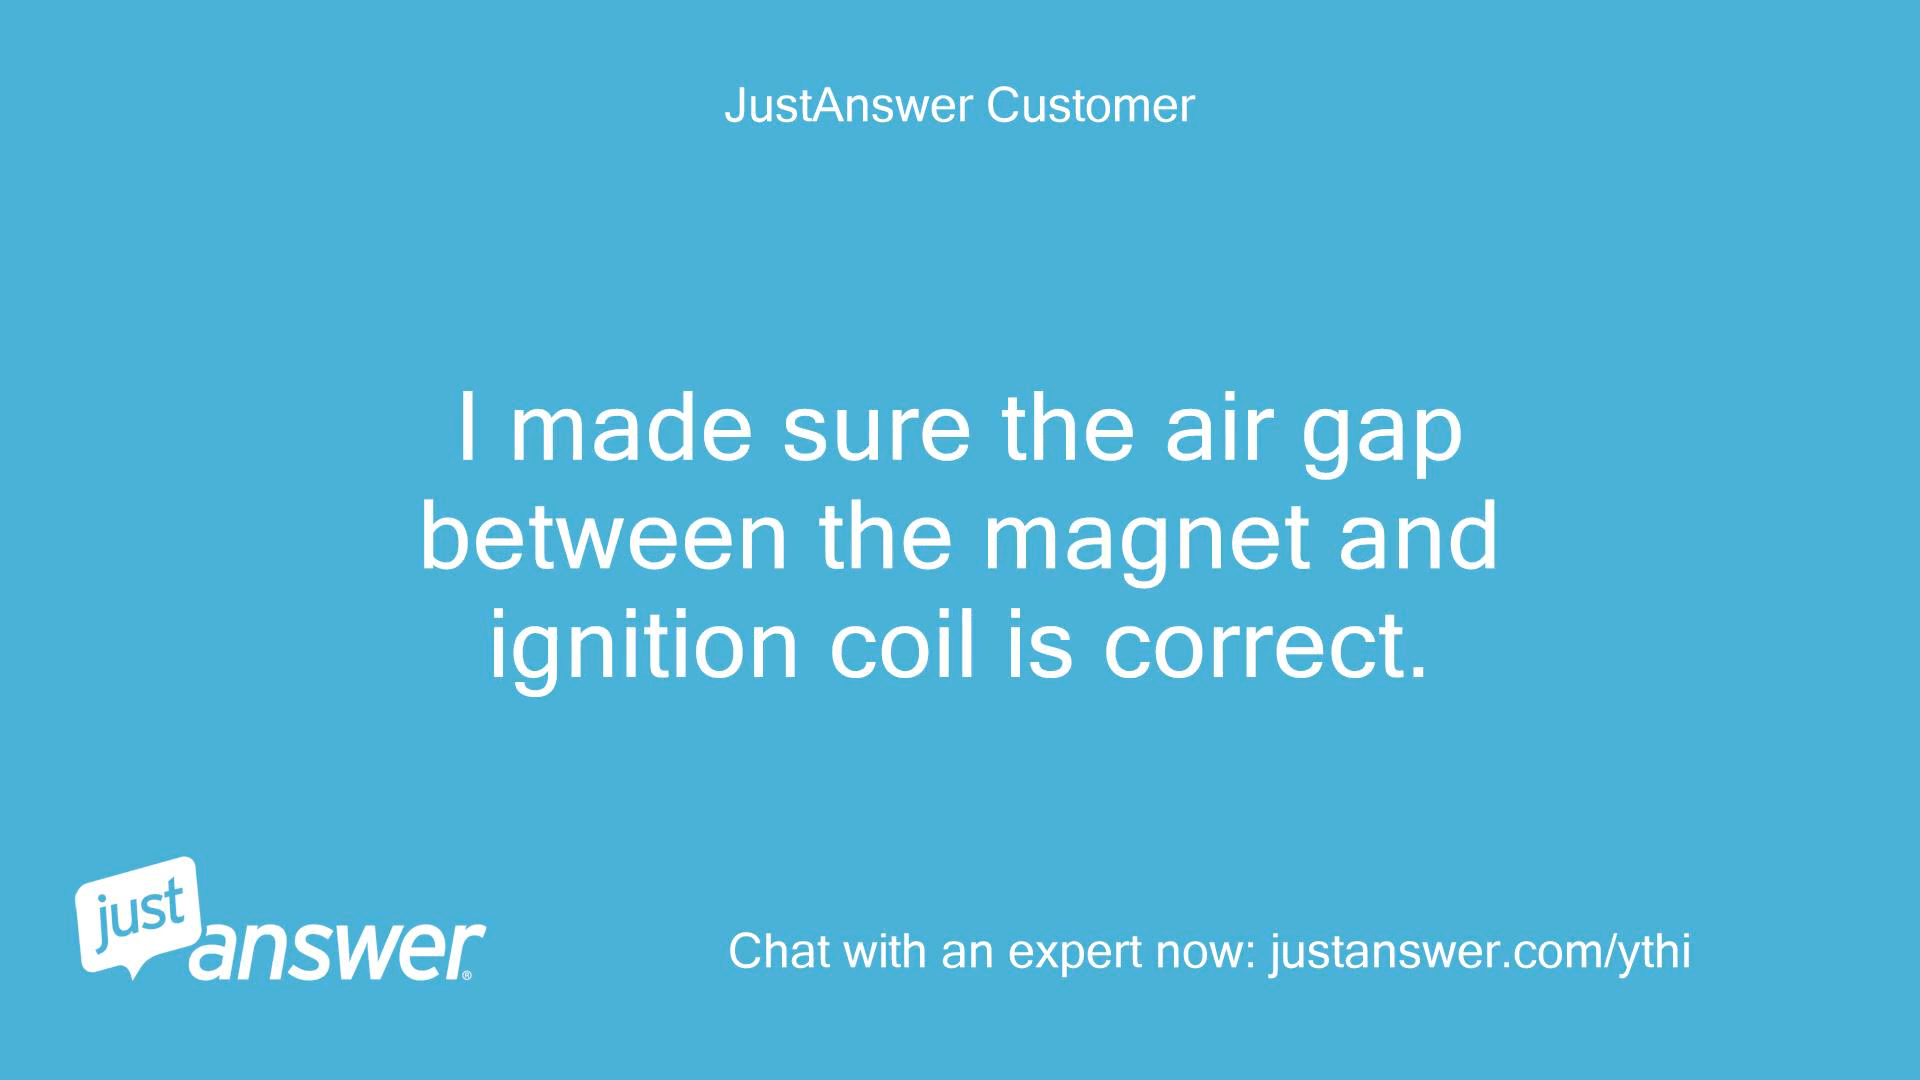 JustAnswer Customer
I made sure the air gap
between the magnet and
ignition coil is correct.
just
answer®
Chat with an expert now: justanswer.com/ythi